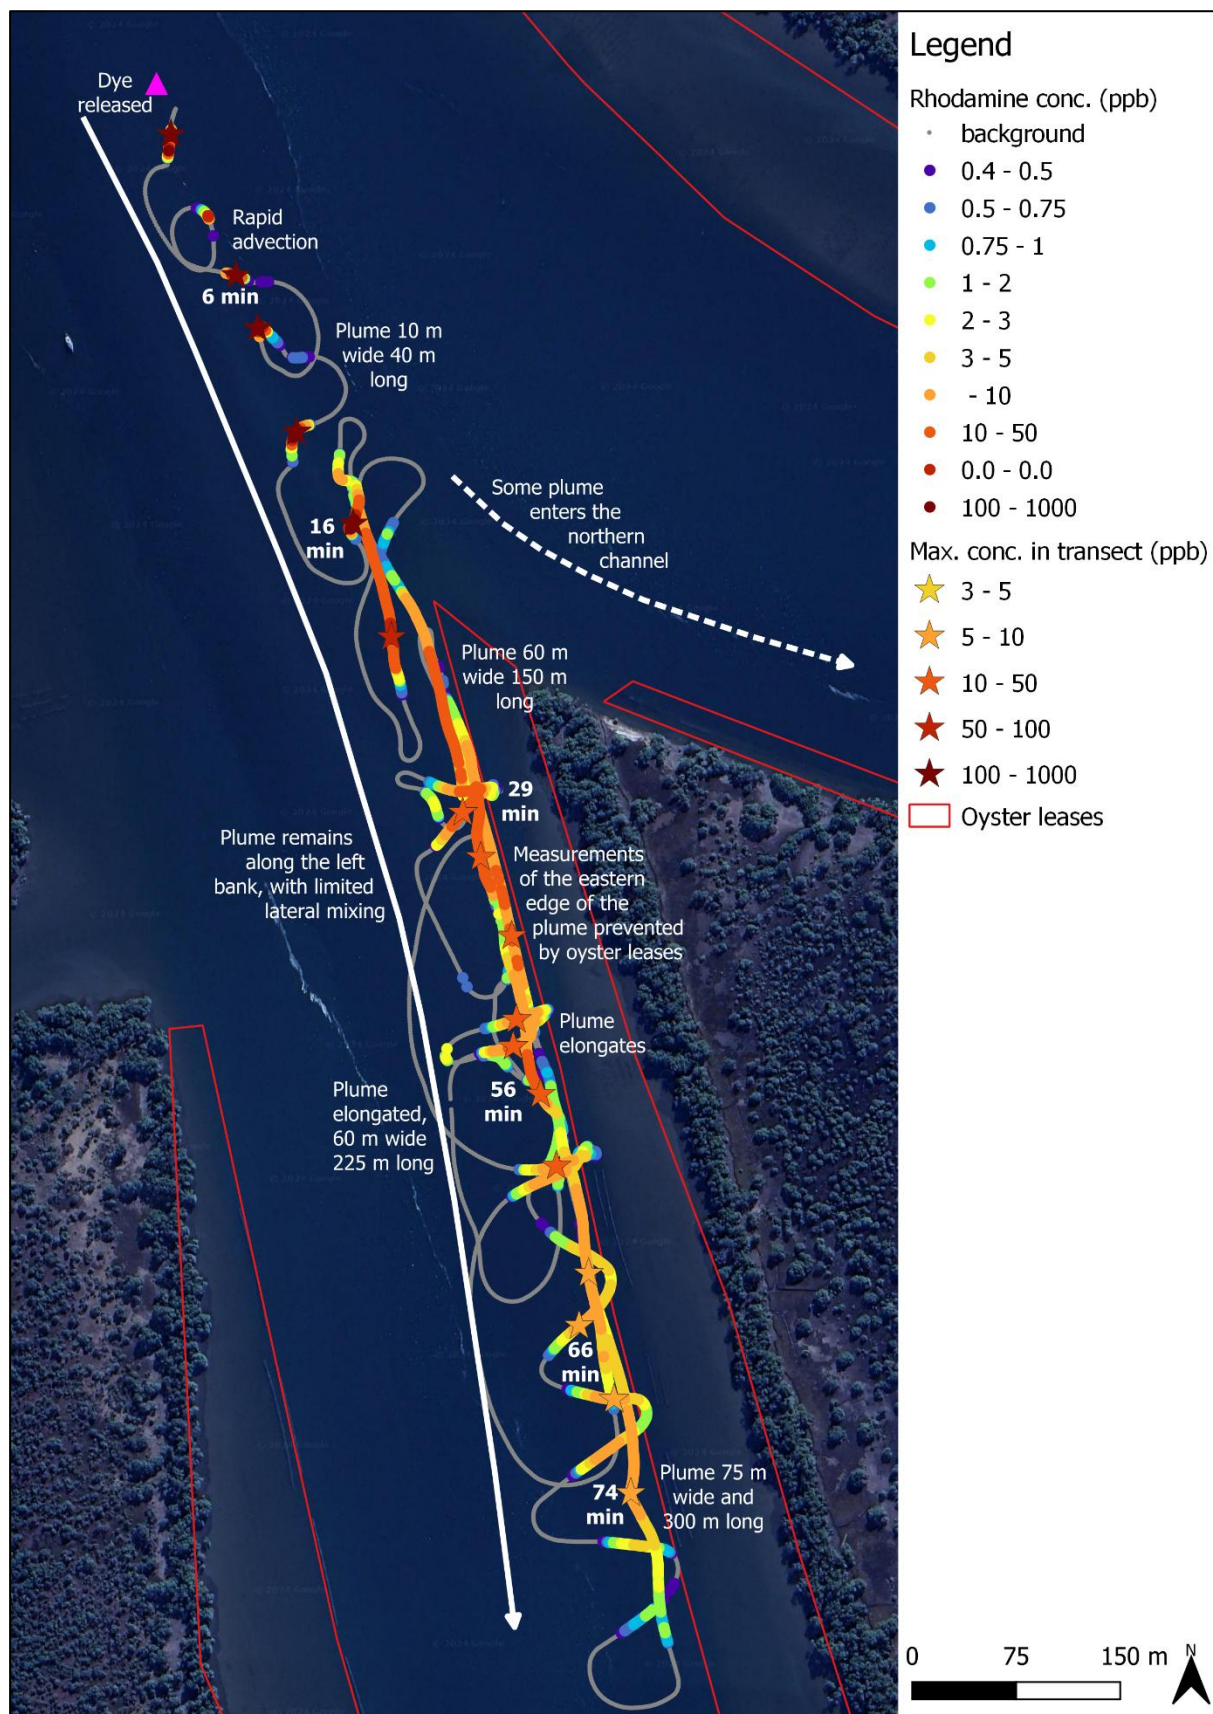 Dye
released
Rapid
advection
6 min
Plume 10 m
wide 40 m
long
Some plume
enters the
northern
channel
16
min
Plume 60 m
wide 150 m
long
29
min
Plume remains
along the left
bank, with limited
lateral mixing
Measurements
of the eastern
edge of the
plume prevented
by oyster leases
Plume
elongates
56
min
Plume
elongated,
60 m wide
225 m long
66
min
74
min
Plume 75 m
wide and
300 m long
Legend
Rhodamine conc. (ppb)
background
0.4 - 0.5
0.5 - 0.75
0.75 - 1
1 - 2
2 - 3
3 - 5
- 10
10 - 50
0.0 - 0.0
100 - 1000
Max. conc. in transect (ppb)
3 - 5
5 - 10
10 - 50
50 - 100
100 - 1000
Oyster leases
0 75 150 m
N